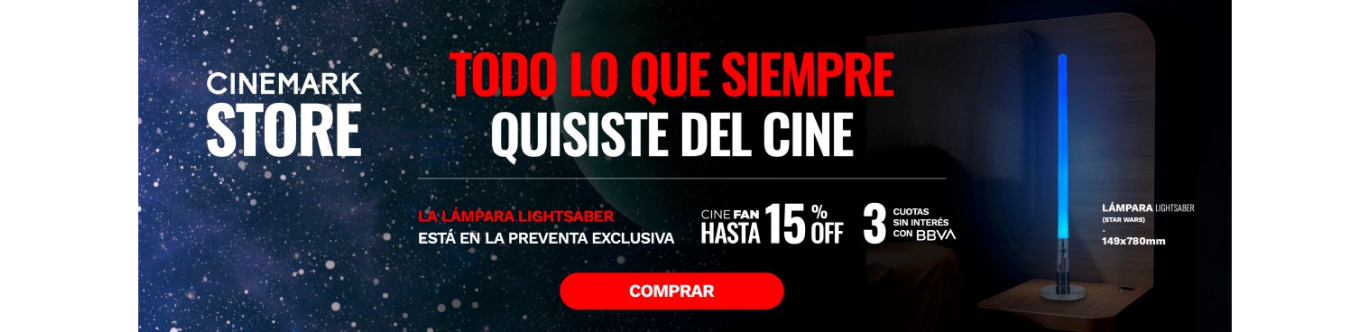 CINEMARK
STORE
TODO LO QUE SIEMPRE
QUISISTE DEL CINE
LA LÁMPARA LIGHTSABER
ESTÁ EN LA PREVENTA EXCLUSIVA
CINE FAN
HASTA 15% OFF
3 CUOTAS
SIN INTERÉS
CON BBVA
LÁMPARA LIGHTSABER
(STAR WARS)
-
149x780mm
COMPRAR